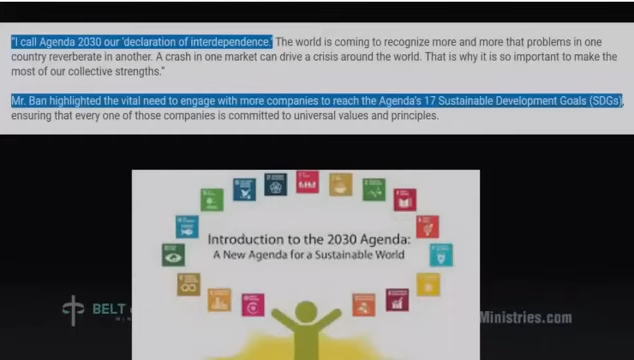 "I call Agenda 2030 our 'declaration of interdependence.' The world is coming to recognize more and more that problems in one
country reverberate in another. A crash in one market can drive a crisis around the world. That is why it is so important to make the
most of our collective strengths."
Mr. Ban highlighted the vital need to engage with more companies to reach the Agenda's 17 Sustainable Development Goals (SDGs),
ensuring that every one of those companies is committed to universal values and principles.
Introduction to the 2030 Agenda:
A New Agenda for a Sustainable World
BELT
Ministries.com